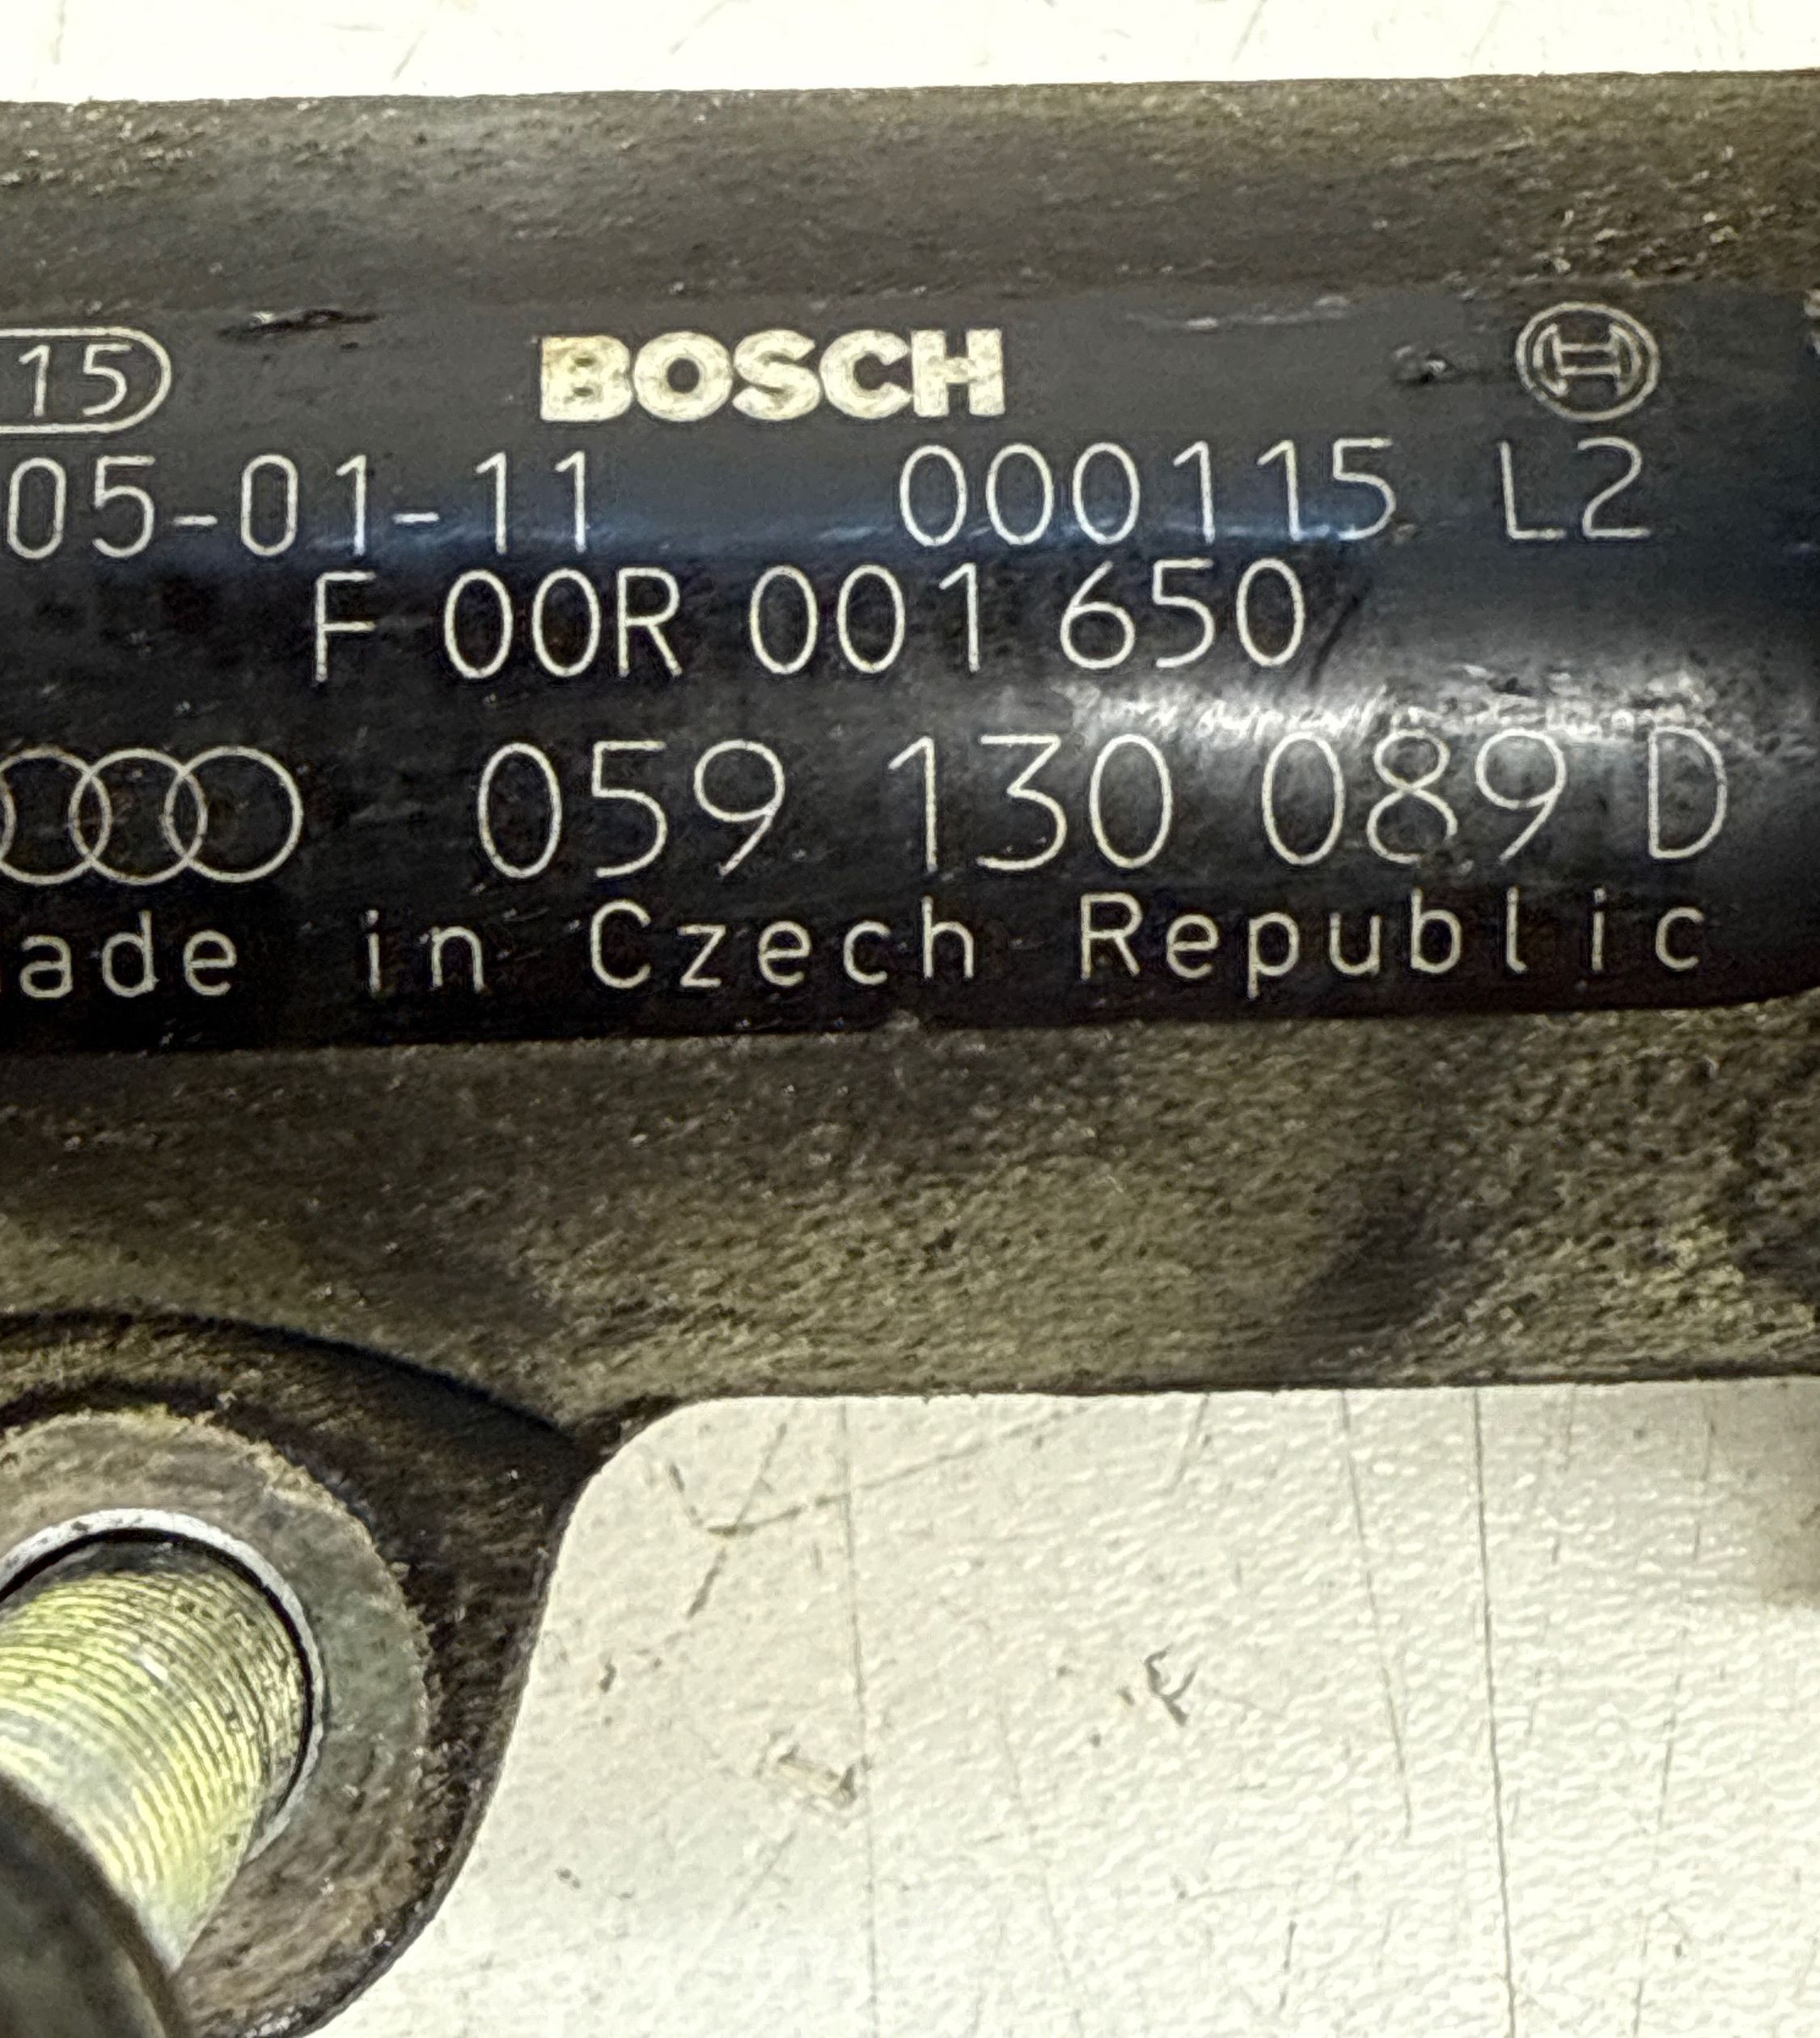 15 BOSCH
05-01-11 000115 L2
F 00R 001 650
059 130 089 D
ade in Czech Republic